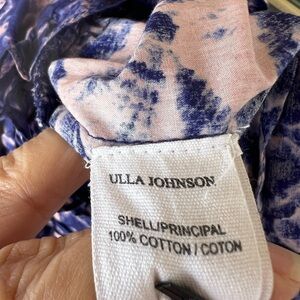 ULLA JOHNSON
SHELL/PRINCIPAL
100% COTTON / COTON